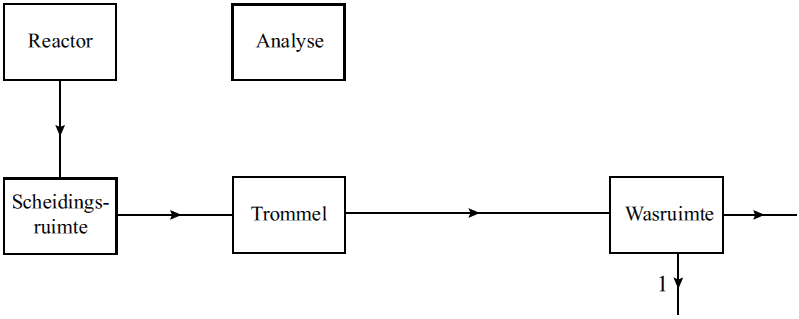 Reactor
Analyse
Scheidings-
ruimte
Trommel
Wasruimte
1